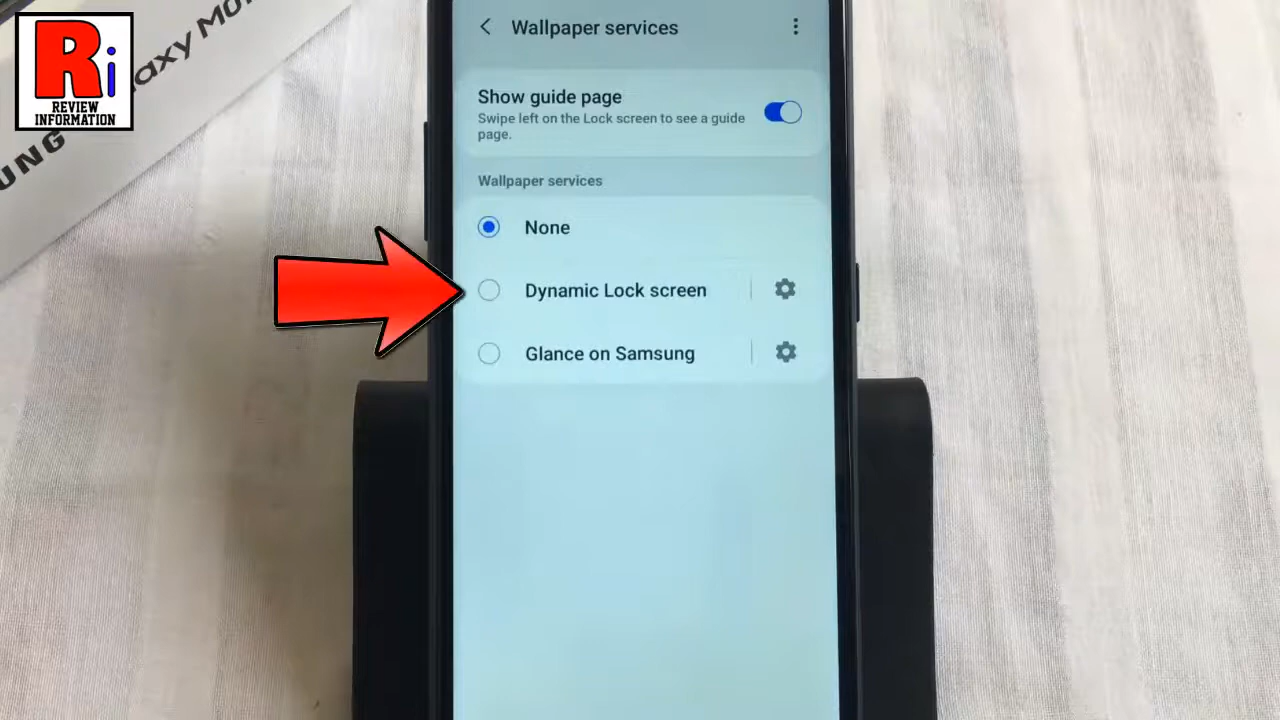 Ri
REVIEW
INFORMATION
Wallpaper services
Show guide page
Swipe left on the Lock screen to see a guide
page.
Wallpaper services
None
Dynamic Lock screen
Glance on Samsung